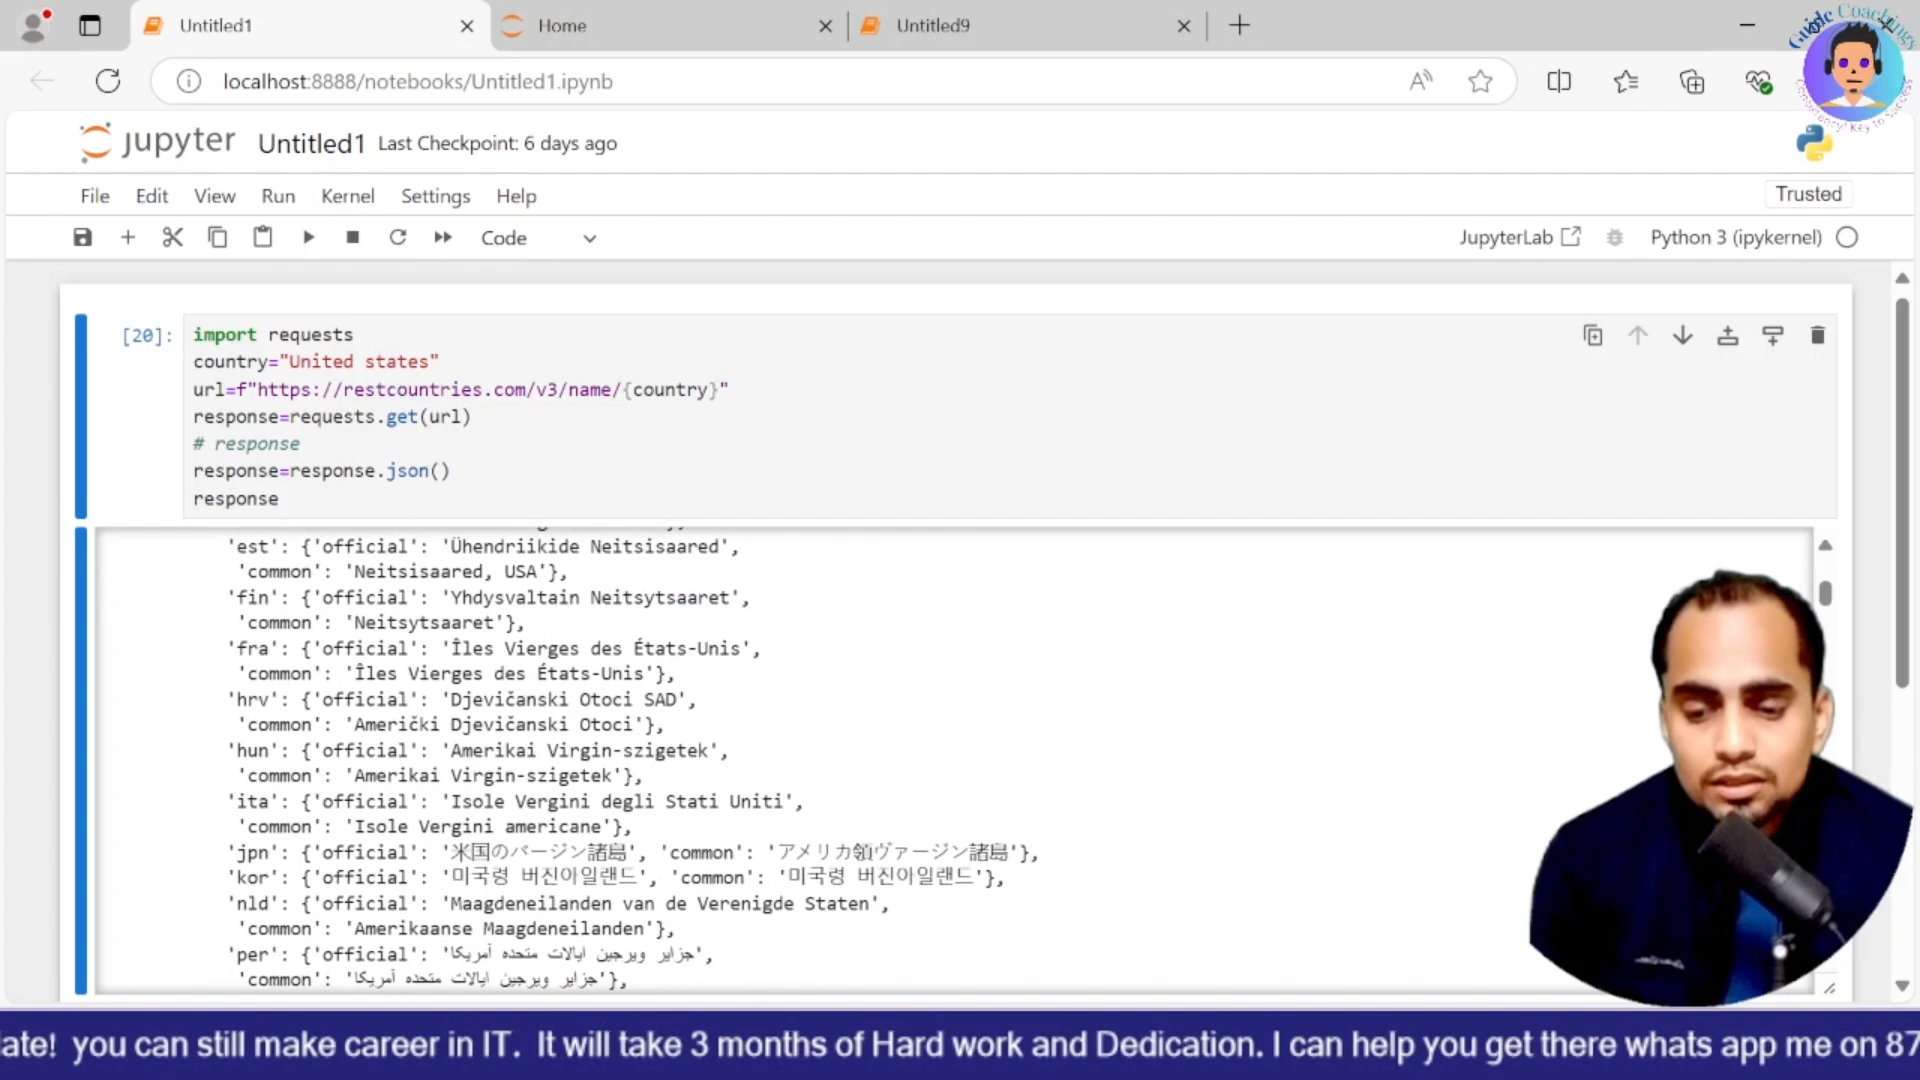 Untitled1
Home
Untitled9
Guide Coachings
localhost:8888/notebooks/Untitled1.ipynb
Consistency! Key to Success
jupyter Untitled1 Last Checkpoint: 6 days ago
File Edit View Run Kernel Settings Help
Trusted
Code
JupyterLab Python 3 (ipykernel)
[20]: import requests
country="United states"
url=f"https://restcountries.com/v3/name/{country}"
response=requests.get(url)
# response
response=response.json()
response
'est': {'official': 'Ühendriikide Neitsisaared',
'common': 'Neitsisaared, USA'},
'fin': {'official': 'Yhdysvaltain Neitsytsaaret',
'common': 'Neitsytsaaret'},
'fra': {'official': 'Îles Vierges des États-Unis',
'common': 'Îles Vierges des États-Unis'},
'hrv': {'official': 'Djevičanski Otoci SAD',
'common': 'Američki Djevičanski Otoci'},
'hun': {'official': 'Amerikai Virgin-szigetek',
'common': 'Amerikai Virgin-szigetek'},
'ita': {'official': 'Isole Vergini degli Stati Uniti',
'common': 'Isole Vergini americane'},
'jpn': {'official': '米国のバージン諸島', 'common': 'アメリカ領ヴァージン諸島'},
'kor': {'official': '미국령 버진아일랜드', 'common': '미국령 버진아일랜드'},
'nld': {'official': 'Maagdeneilanden van de Verenigde Staten',
'common': 'Amerikaanse Maagdeneilanden'},
'per': {'official': 'جزایر ویرجین ایالات متحده آمریکا',
'common': 'جزایر ویرجین ایالات متحده آمریکا'},
ate! you can still make career in IT. It will take 3 months of Hard work and Dedication. I can help you get there whats app me on 87